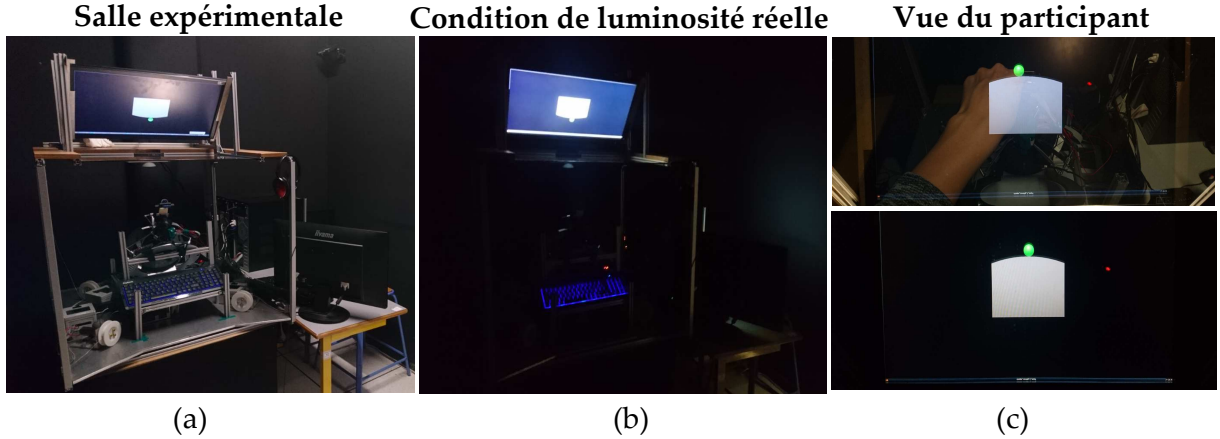 Salle expérimentale
Condition de luminosité réelle
Vue du participant
iiyama
(a)
(b)
(c)